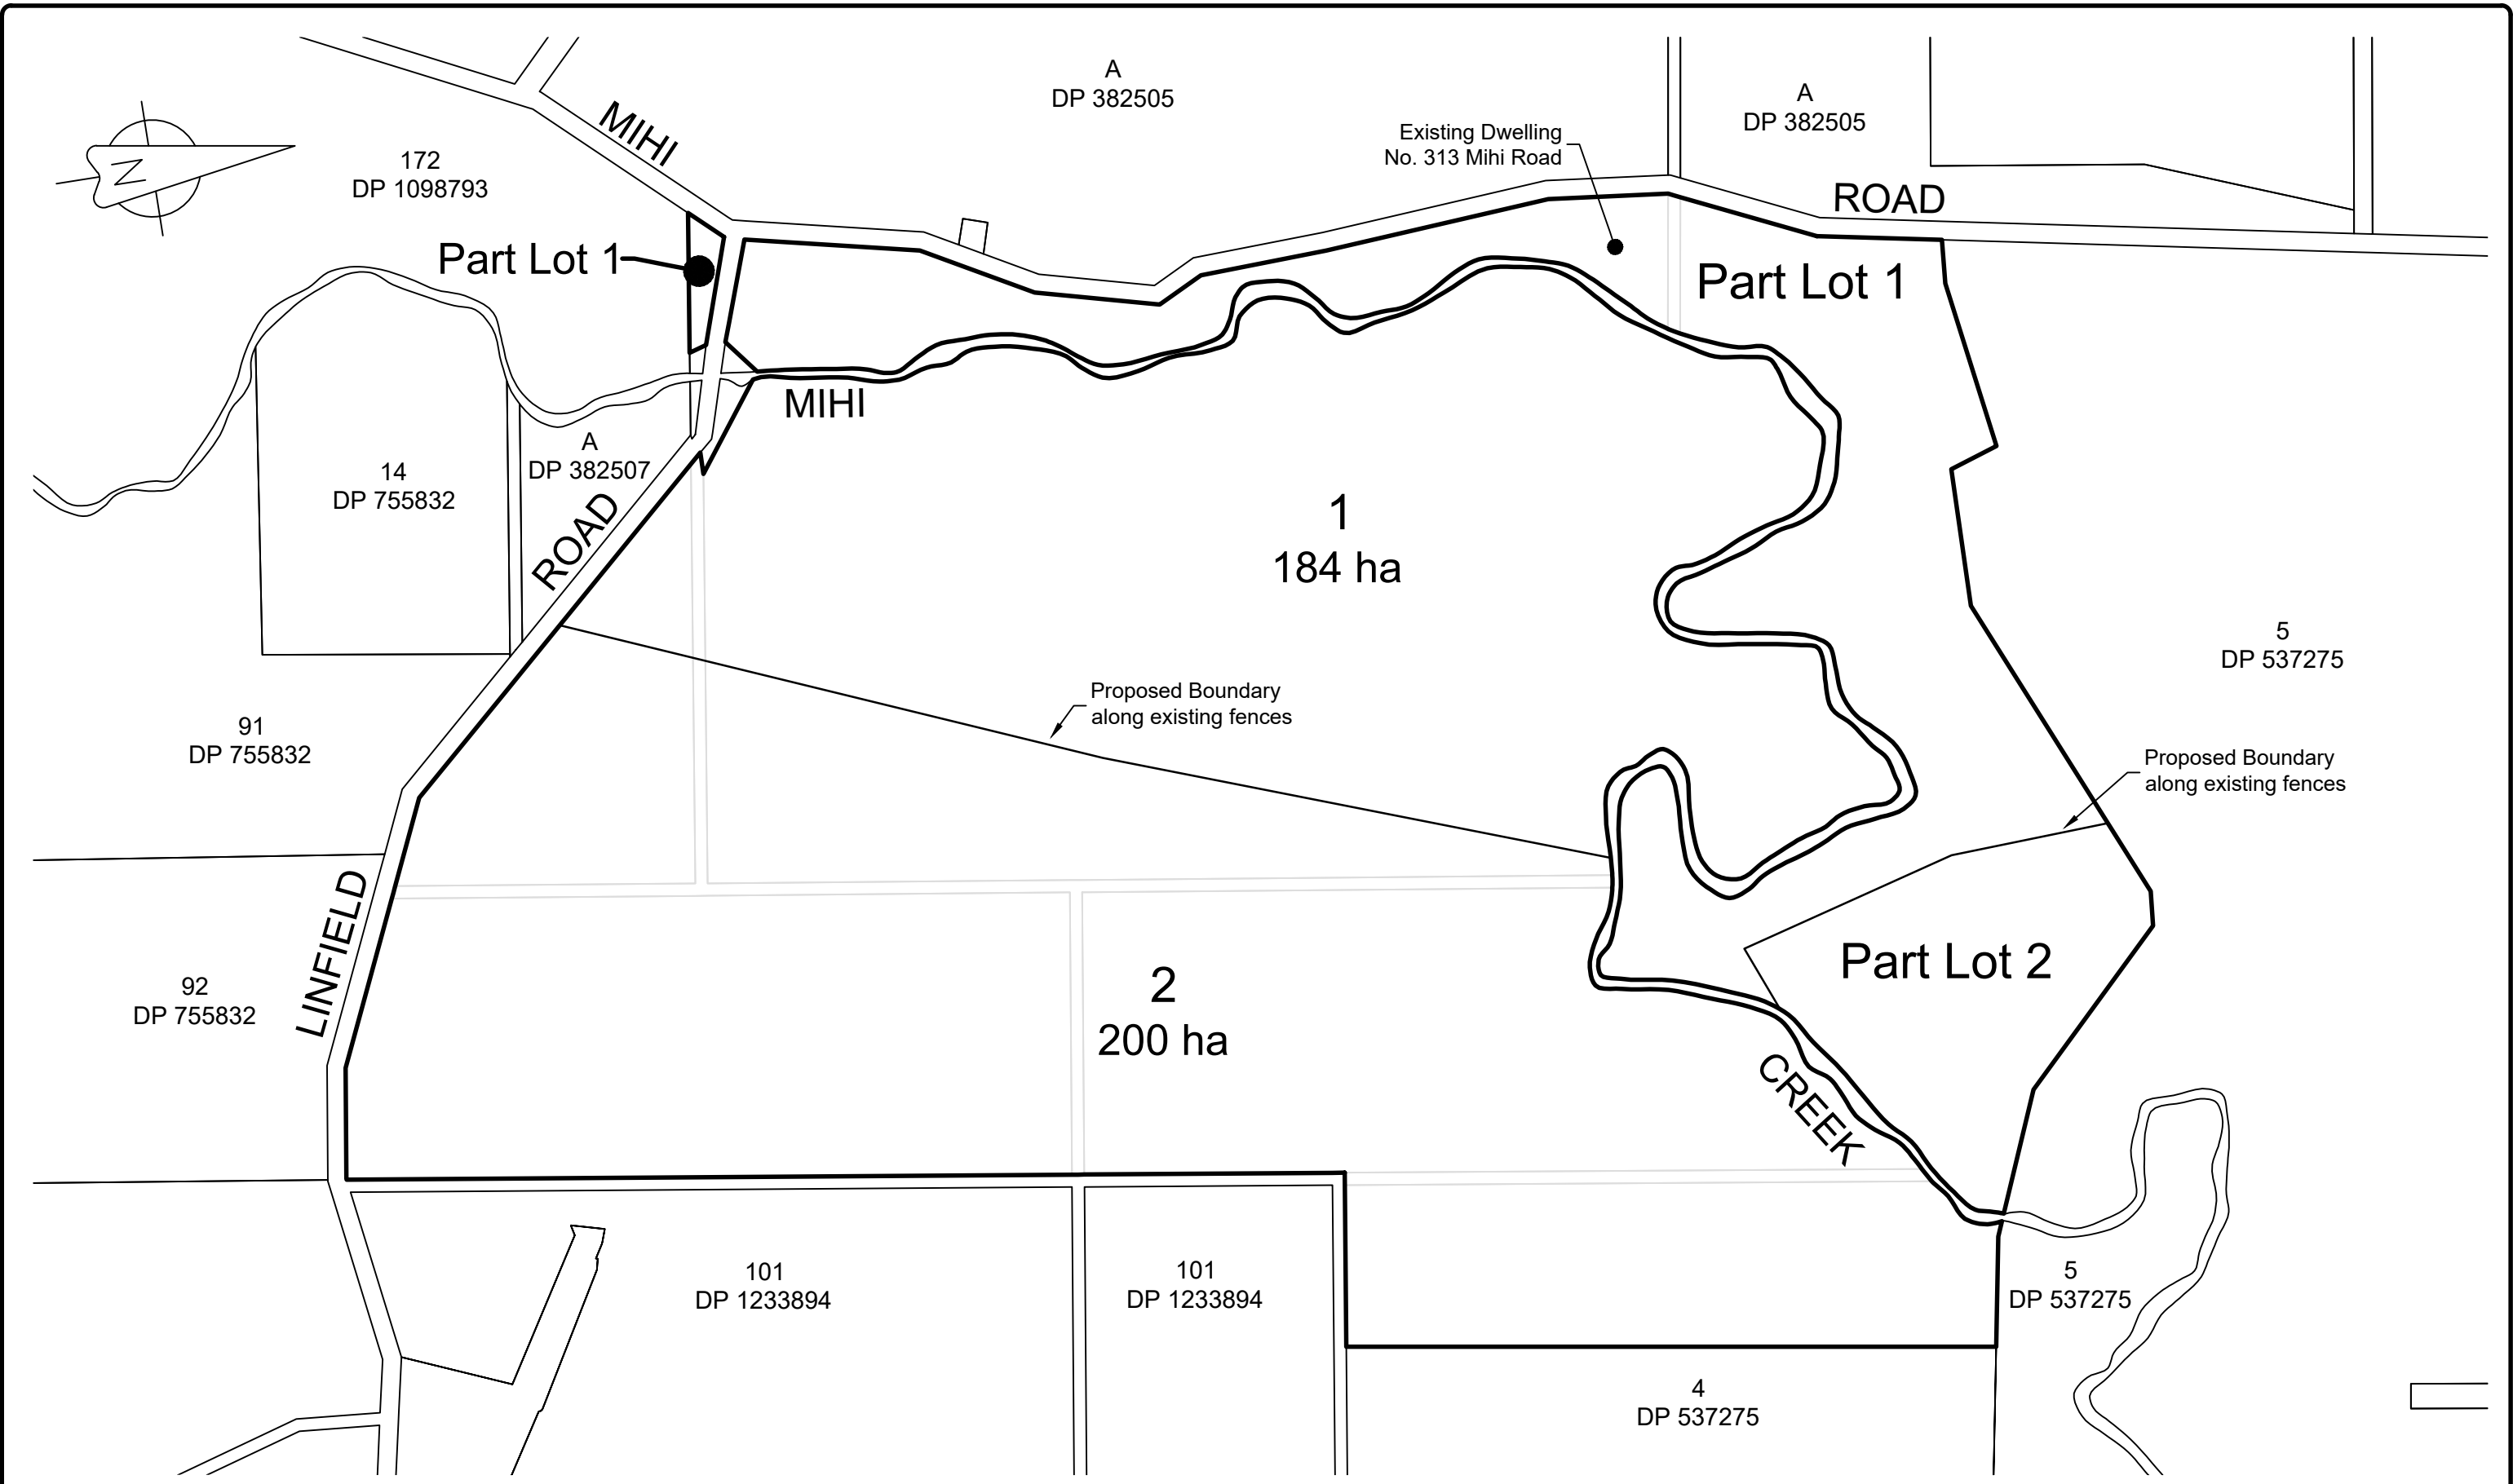 A
DP 382505
A
DP 382505
Existing Dwelling
No. 313 Mihi Road
MIHI
172
DP 1098793
N
ROAD
Part Lot 1
Part Lot 1
MIHI
A
DP 382507
14
DP 755832
1
184 ha
ROAD
5
DP 537275
Proposed Boundary
along existing fences
91
DP 755832
Proposed Boundary
along existing fences
LINFIELD
Part Lot 2
92
DP 755832
2
200 ha
CREEK
101
DP 1233894
101
DP 1233894
5
DP 537275
4
DP 537275